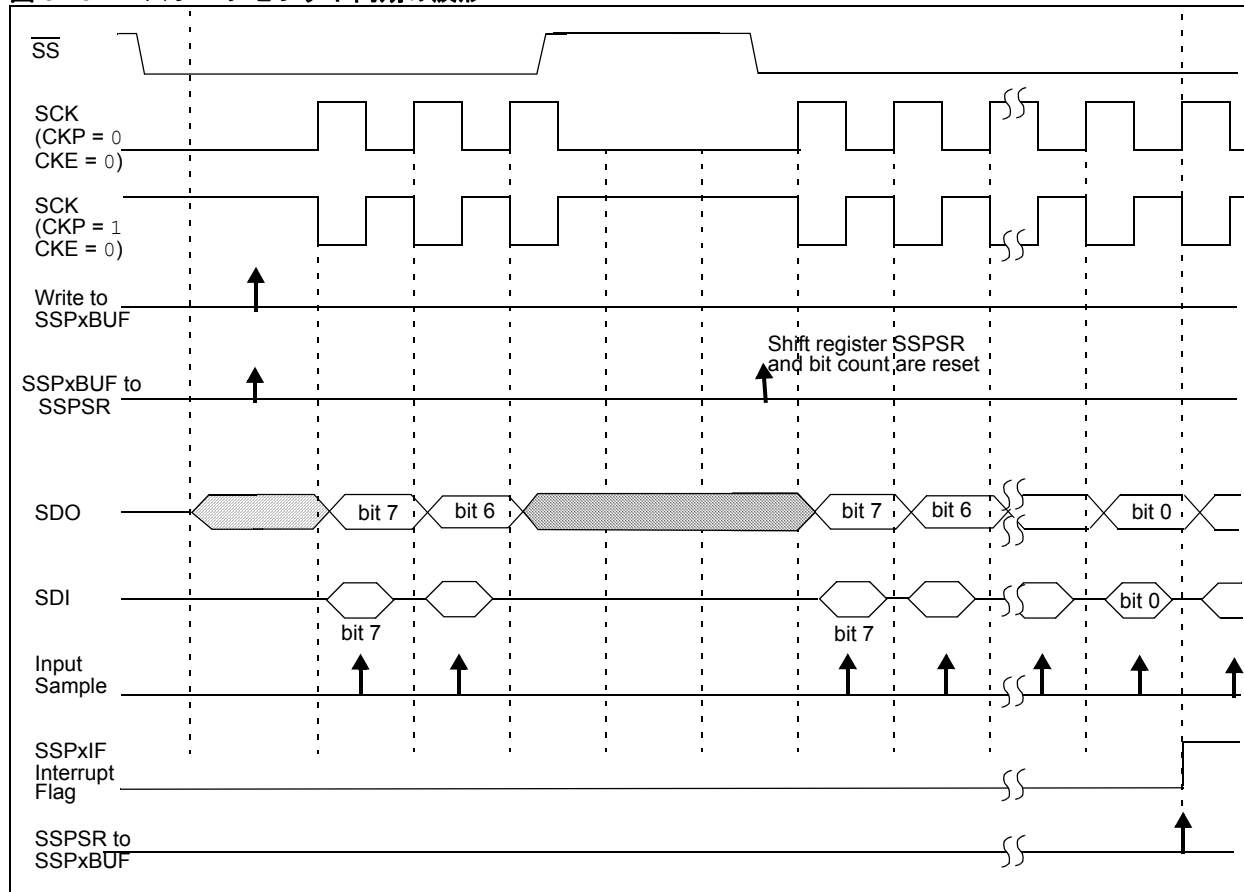 SS
SCK
(CKP = 0
CKE = 0)
SCK
(CKP = 1
CKE = 0)
Write to
SSPxBUF
Shift register SSPSR
and bit count are reset
SSPxBUF to
SSPSR
SDO
bit 7
bit 6
bit 7
bit 6
bit 0
SDI
bit 0
bit 7
bit 7
Input
Sample
SSPxIF
Interrupt
Flag
SSPSR to
SSPxBUF